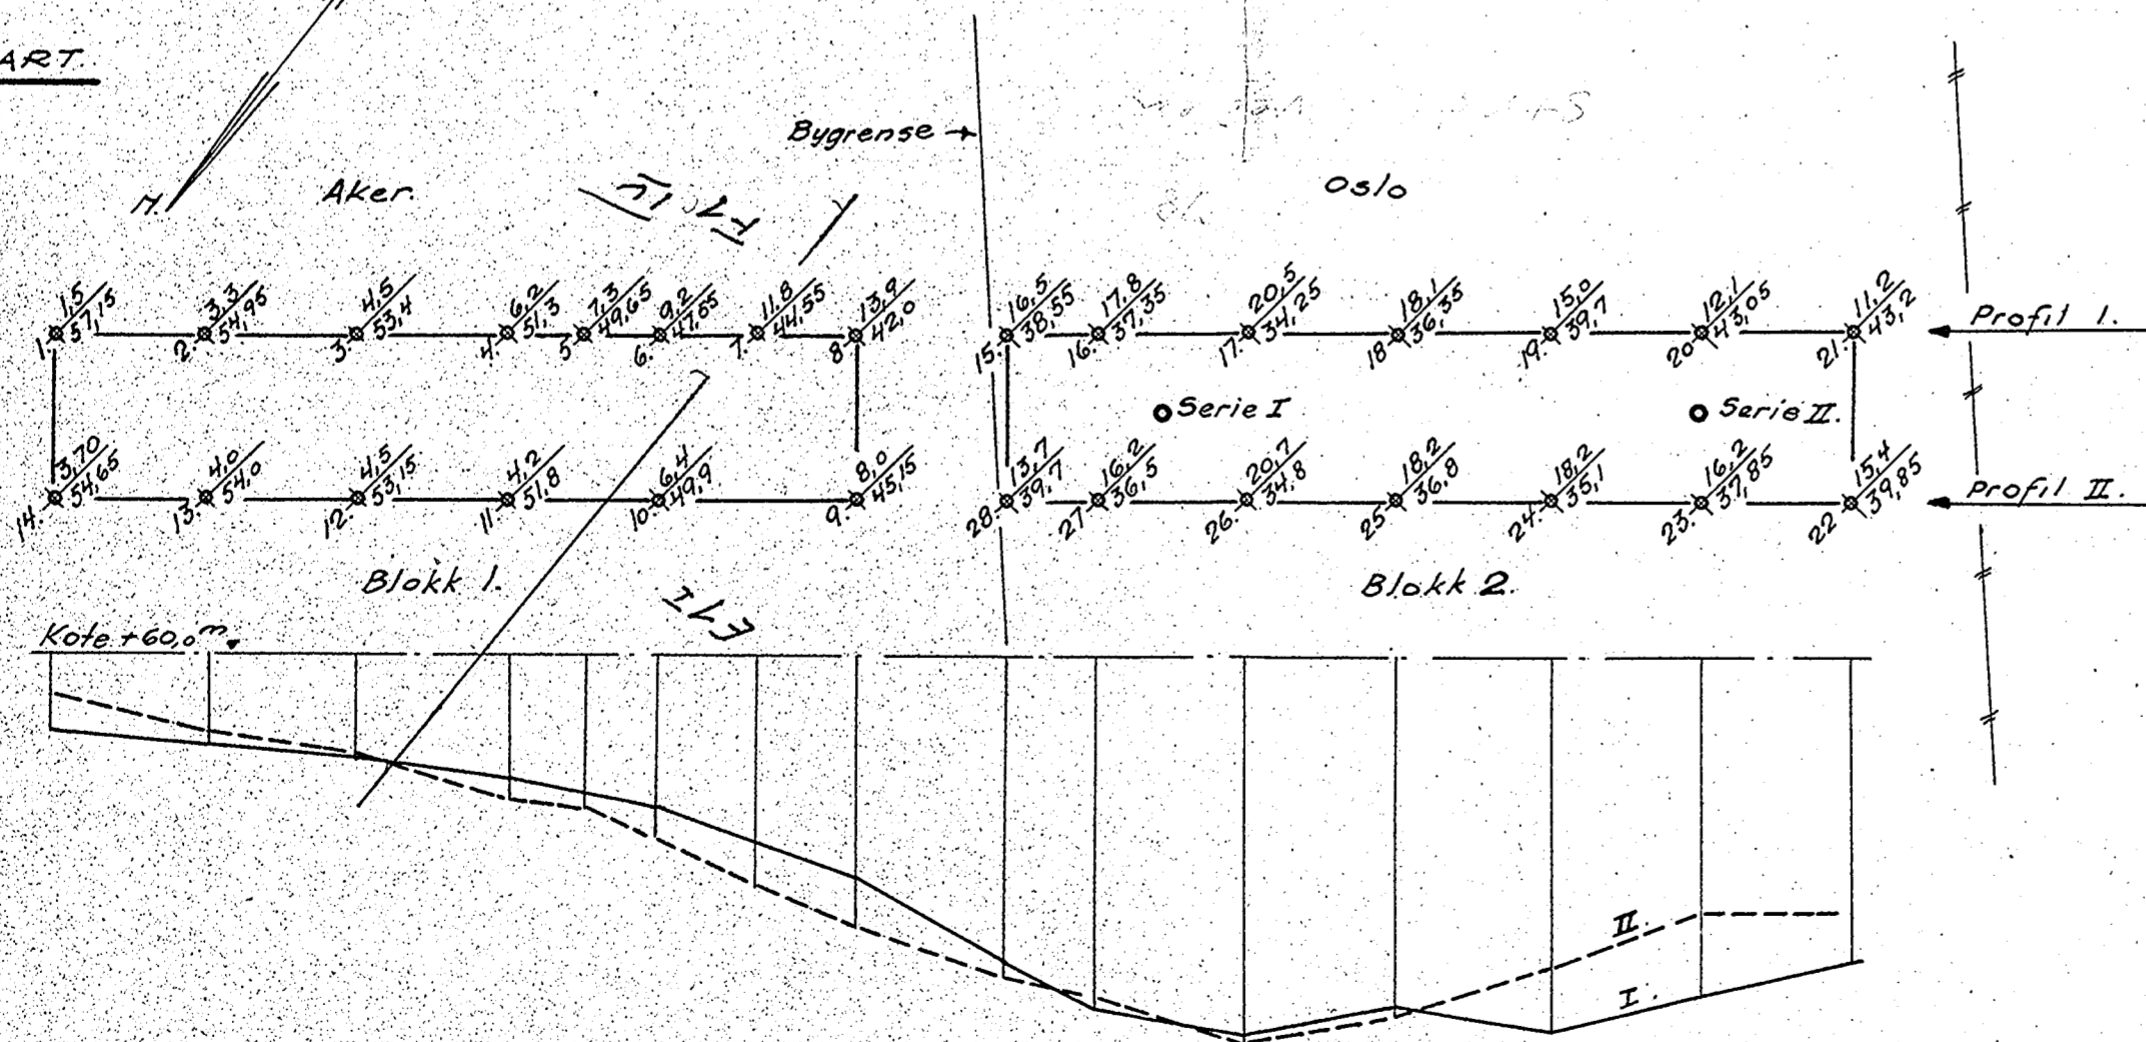 ART.
Bygrense →
N.
Aker.
Oslo
1. 1,5 57,15
2. 3,3 54,95
3. 4,5 53,4
4. 6,2 51,3
5. 7,3 49,65
6. 9,2 47,65
7. 11,8 44,55
8. 13,9 42,0
15. 16,5 38,55
16. 17,8 37,35
17. 20,5 34,25
18. 18,1 36,35
19. 15,0 39,7
20. 12,1 43,05
21. 11,2 43,2
Profil I.
Serie I
Serie II.
14. 3,70 54,65
13. 4,0 54,0
12. 4,5 53,15
11. 4,2 51,8
10. 6,4 49,9
9. 8,0 45,15
28. 13,7 39,7
27. 16,2 36,5
26. 20,7 34,8
25. 18,2 36,8
24. 18,2 35,1
23. 16,2 37,85
22. 15,4 39,85
Profil II.
Blokk 1.
Blokk 2.
Kote +60,0 m.
II.
I.